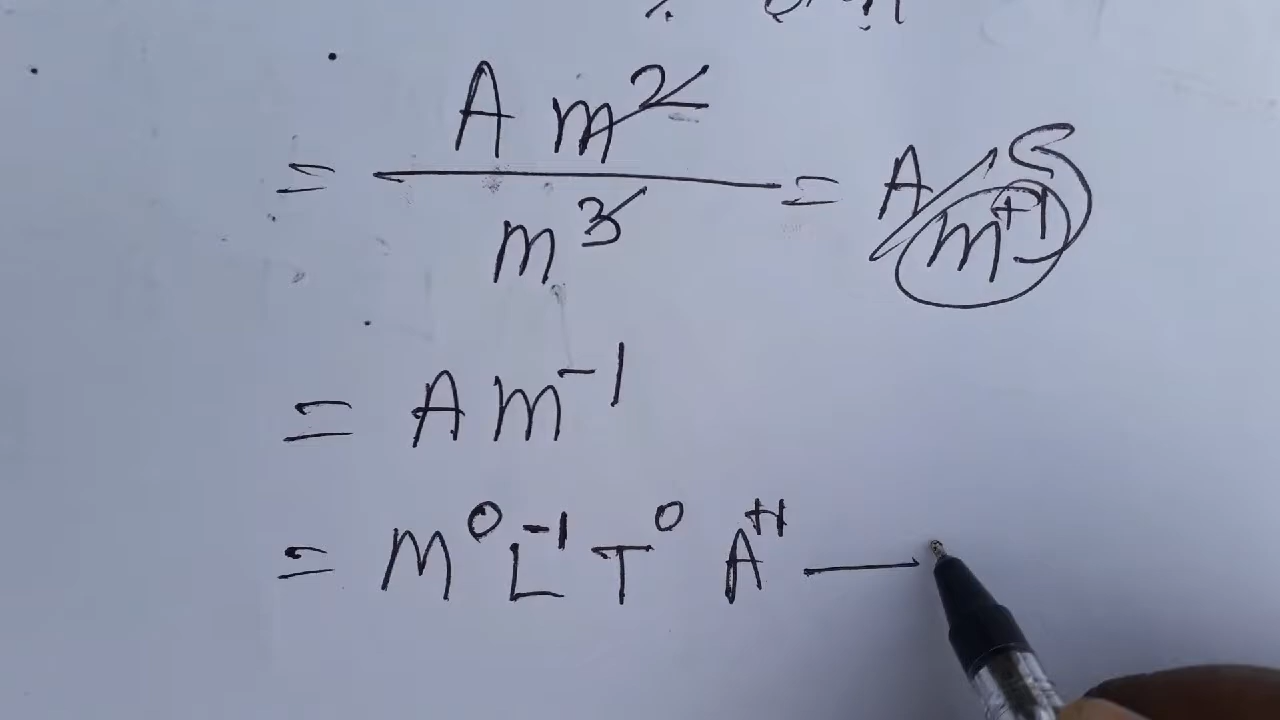 = A m² / m³ = A / m⁺¹
= A m⁻¹
= M⁰ L⁻¹ T⁰ A⁺¹ —